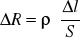 ΔR = ρ Δl/S